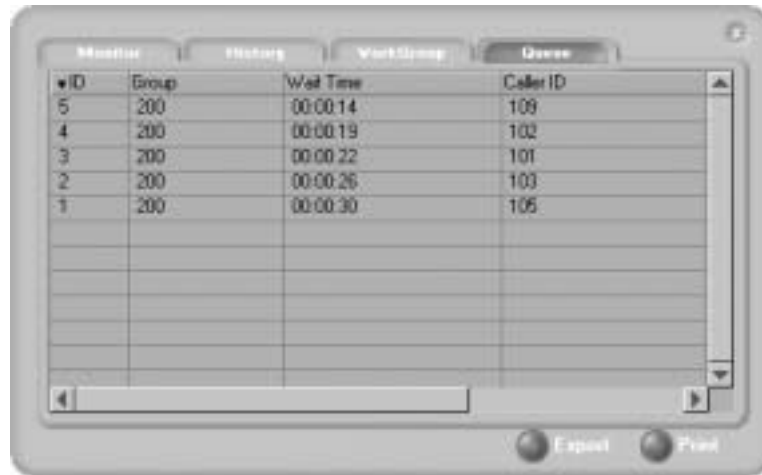 Monitor History WorkGroup Queue
ID Group Wait Time Caller ID
5 200 00:00:14 109
4 200 00:00:19 102
3 200 00:00:22 101
2 200 00:00:26 103
1 200 00:00:30 105
Export Print